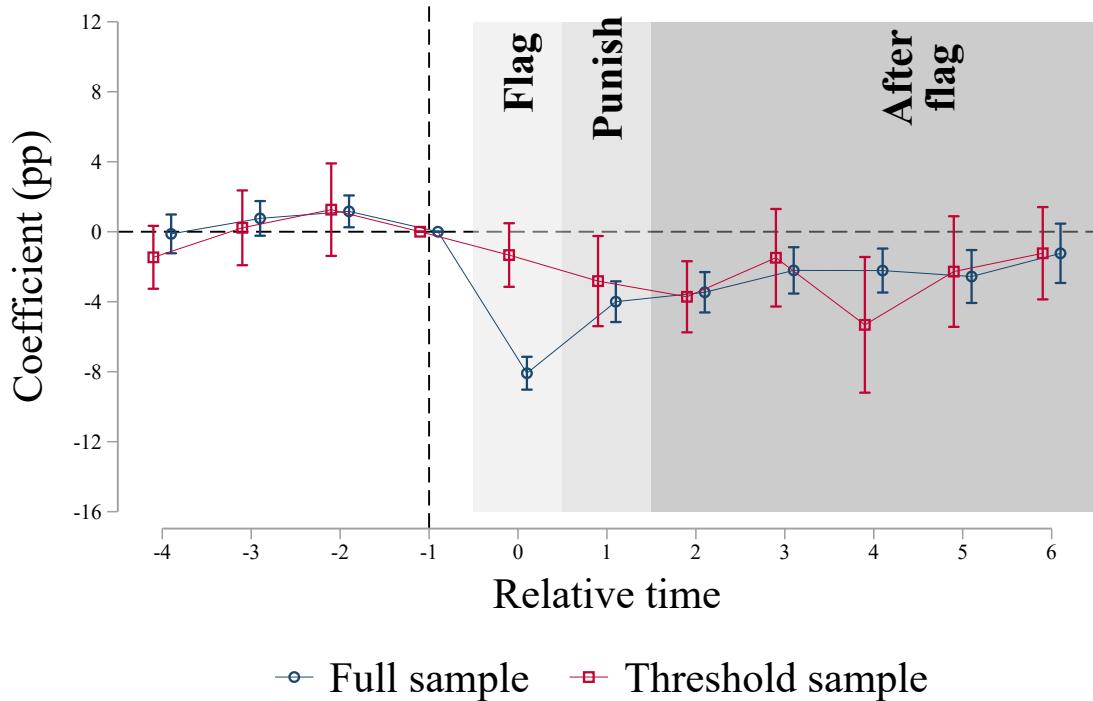 12
8
4
0
-4
-8
-12
-16
Coefficient (pp)
Flag
Punish
After
flag
-4 -3 -2 -1 0 1 2 3 4 5 6
Relative time
Full sample Threshold sample